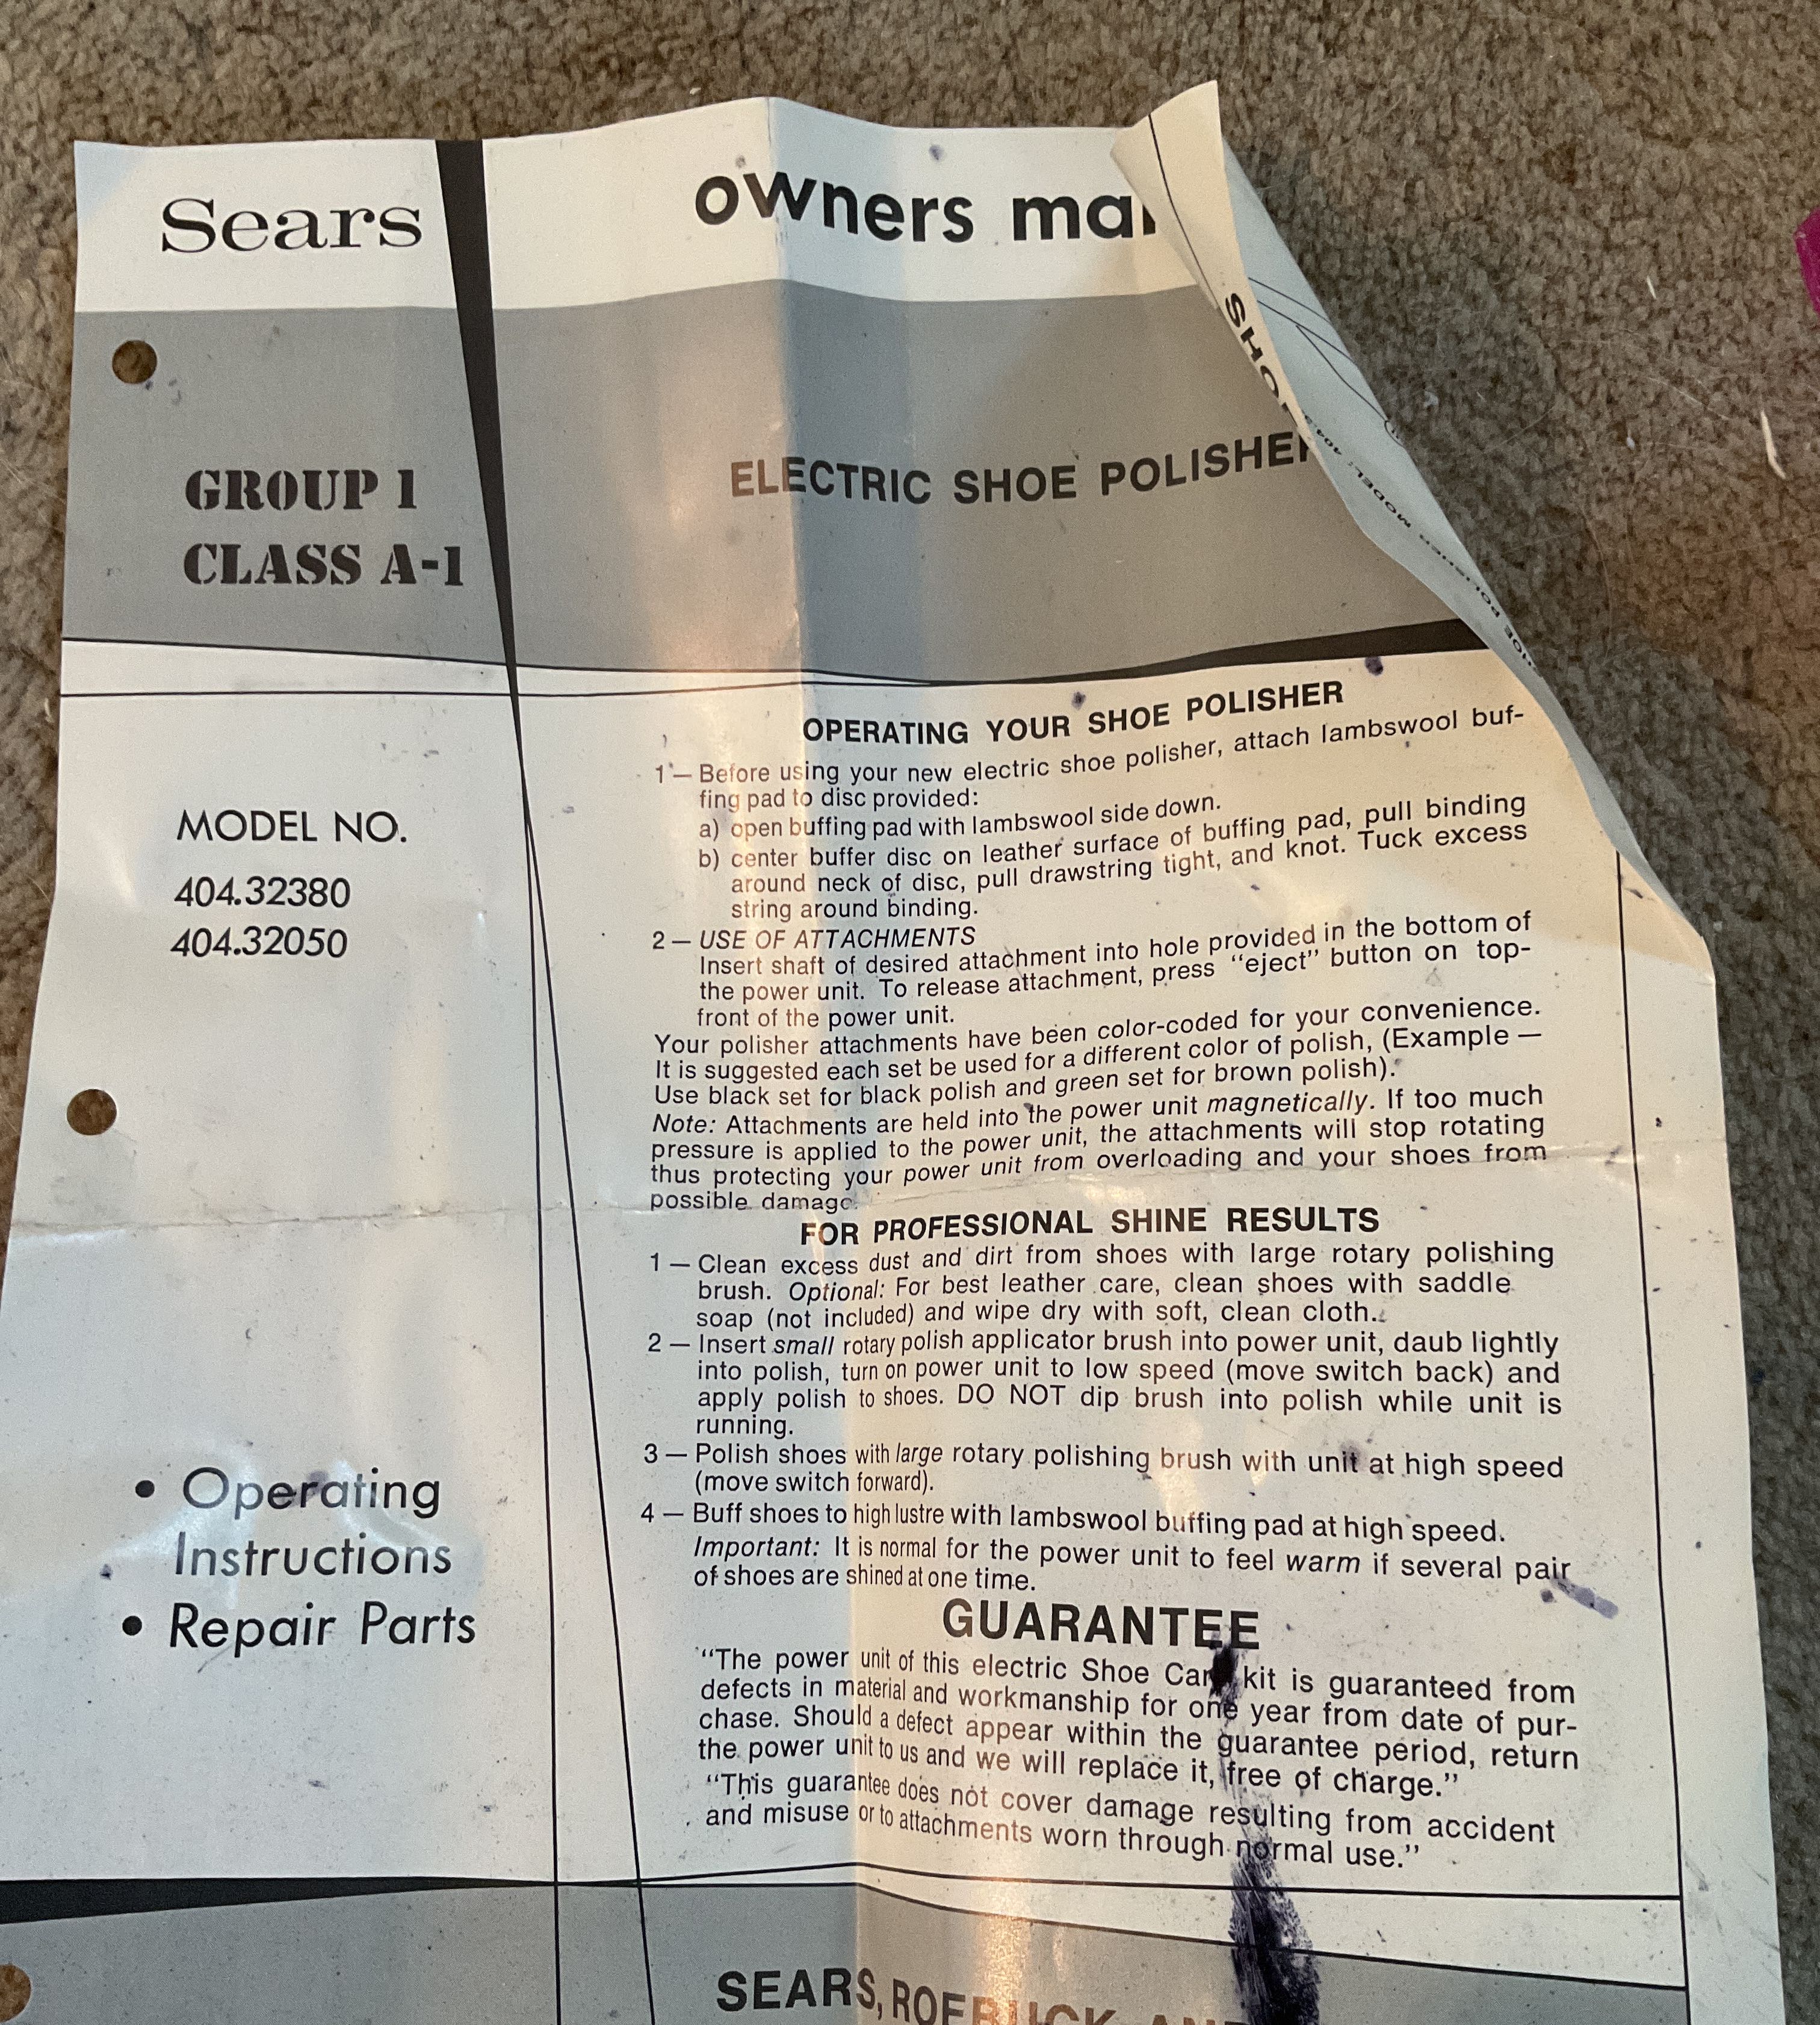 Sears
owners
GROUP 1
CLASS A-1
ELECTRIC SHOE POLISHER
MODEL NO.
404.32380
404.32050
• Operating
Instructions
• Repair Parts
OPERATING YOUR SHOE POLISHER
1 — Before using your new electric shoe polisher, attach lambswool buf-
fing pad to disc provided:
a) open buffing pad with lambswool side down.
b) center buffer disc on leather surface of buffing pad, pull binding
around neck of disc, pull drawstring tight, and knot. Tuck excess
string around binding.
2 — USE OF ATTACHMENTS
Insert shaft of desired attachment into hole provided in the bottom of
the power unit. To release attachment, press "eject" button on top-
front of the power unit.
Your polisher attachments have been color-coded for your convenience.
It is suggested each set be used for a different color of polish, (Example —
Use black set for black polish and green set for brown polish).
Note: Attachments are held into the power unit magnetically. If too much
pressure is applied to the power unit, the attachments will stop rotating
thus protecting your power unit from overloading and your shoes from
possible damage.
FOR PROFESSIONAL SHINE RESULTS
1 — Clean excess dust and dirt from shoes with large rotary polishing
brush. Optional: For best leather care, clean shoes with saddle
soap (not included) and wipe dry with soft, clean cloth.
2 — Insert small rotary polish applicator brush into power unit, daub lightly
into polish, turn on power unit to low speed (move switch back) and
apply polish to shoes. DO NOT dip brush into polish while unit is
running.
3 — Polish shoes with large rotary polishing brush with unit at high speed
(move switch forward).
4 — Buff shoes to high lustre with lambswool buffing pad at high speed.
Important: It is normal for the power unit to feel warm if several pair
of shoes are shined at one time.
GUARANTEE
"The power unit of this electric Shoe Care kit is guaranteed from
defects in material and workmanship for one year from date of pur-
chase. Should a defect appear within the guarantee period, return
the power unit to us and we will replace it, free of charge."
"This guarantee does not cover damage resulting from accident
and misuse or to attachments worn through normal use."
SEARS, ROEBUCK AND